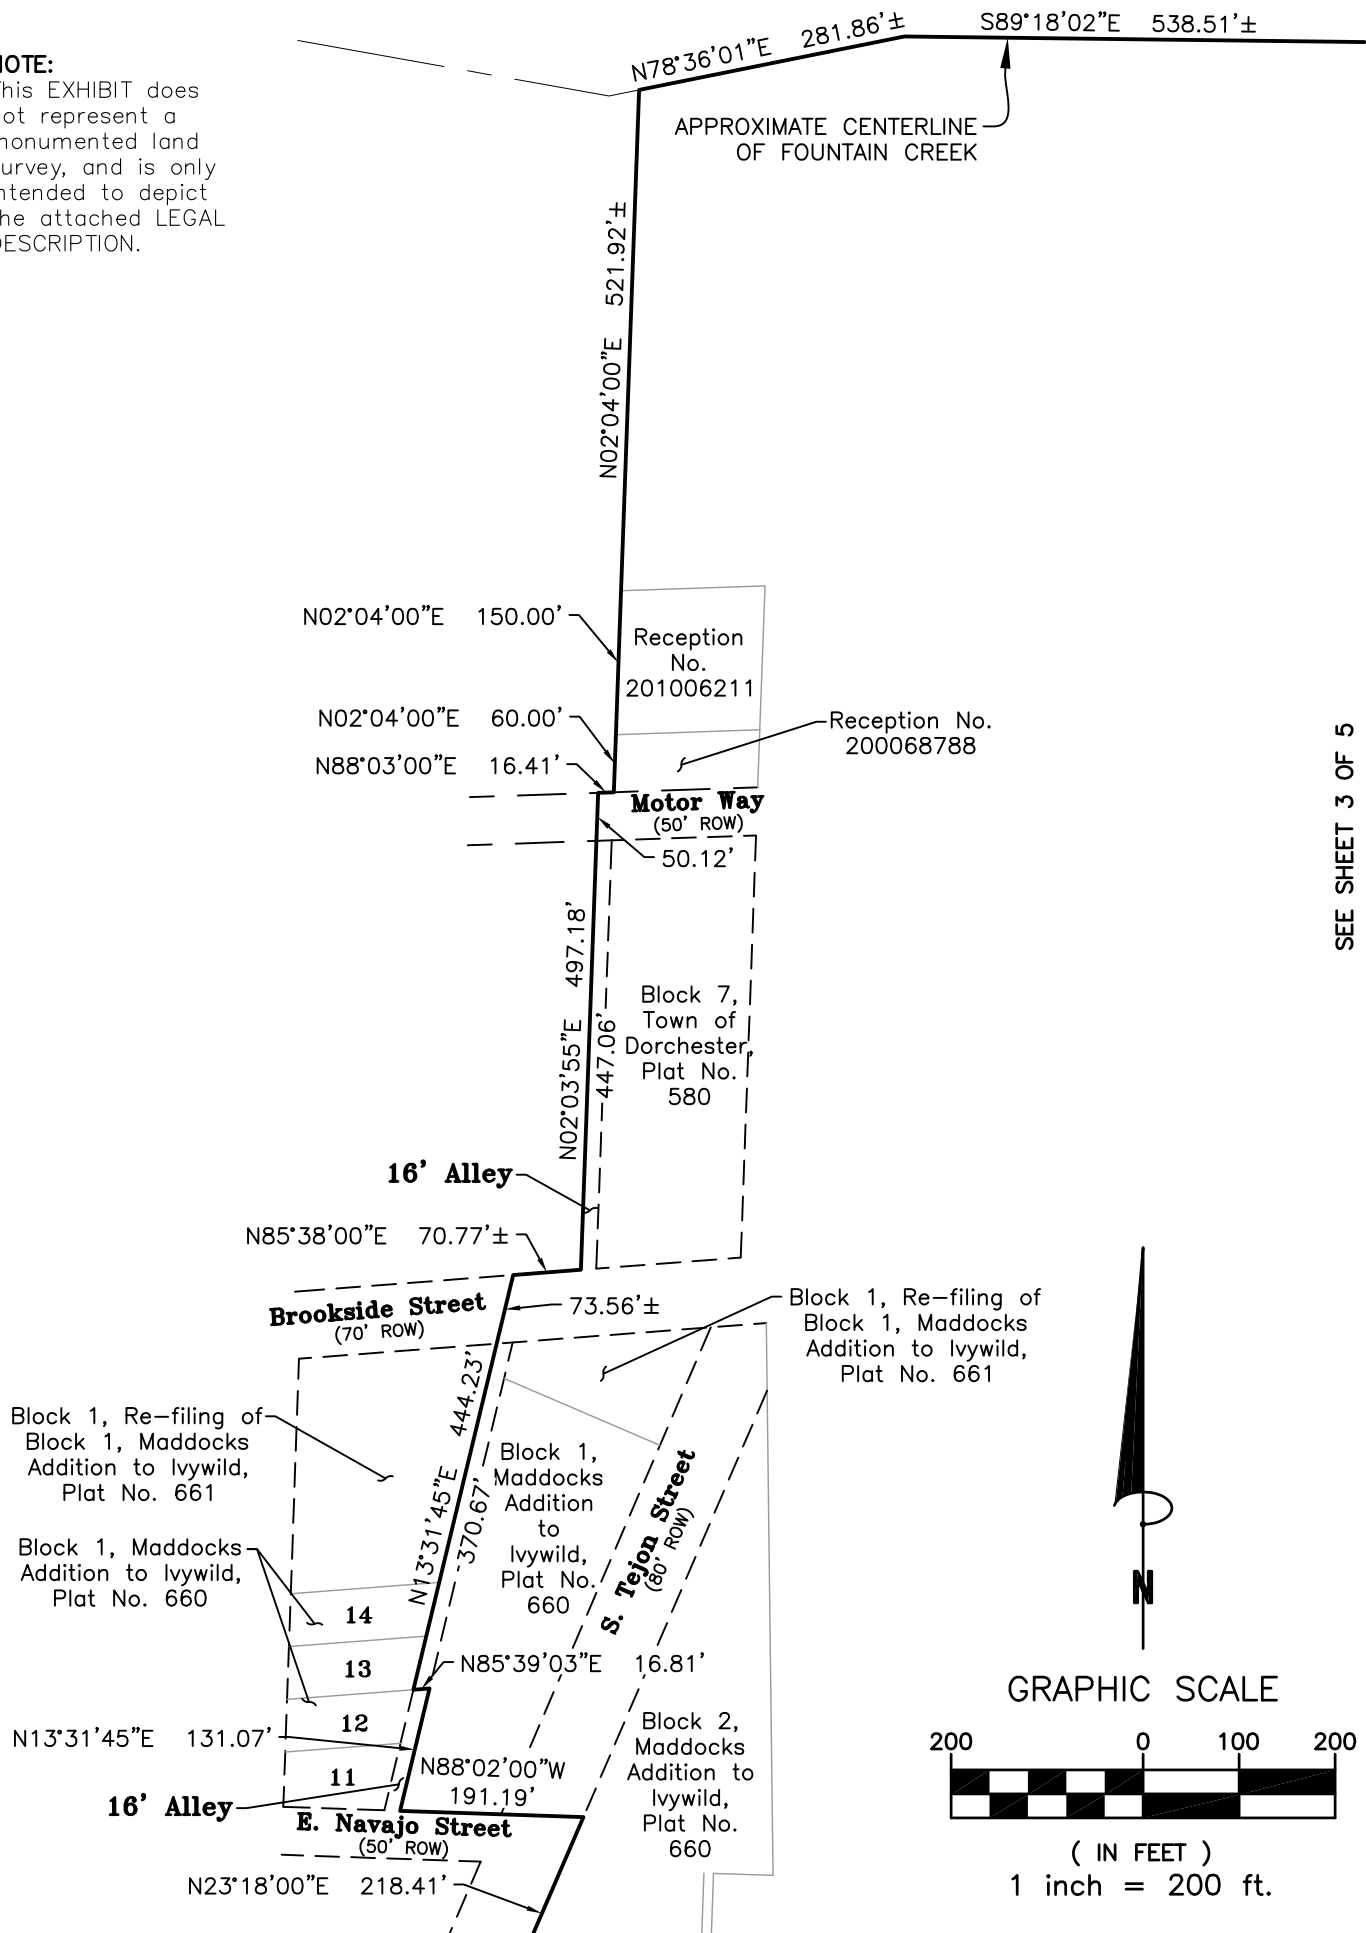 S89°18'02"E 538.51'±
N78°36'01"E 281.86'±
OTE:
his EXHIBIT does
ot represent a
onumented land
urvey, and is only
ntended to depict
he attached LEGAL
ESCRIPTION.
APPROXIMATE CENTERLINE
OF FOUNTAIN CREEK
N02°04'00"E 521.92'±
N02°04'00"E 150.00'
Reception
No.
201006211
N02°04'00"E 60.00'
Reception No.
200068788
N88°03'00"E 16.41'
Motor Way
(50' ROW)
50.12'
SEE SHEET 3 OF 5
N02°03'55"E 497.18'
447.06'
Block 7,
Town of
Dorchester,
Plat No.
580
16' Alley
N85°38'00"E 70.77'±
Brookside Street
(70' ROW)
73.56'±
Block 1, Re-filing of
Block 1, Maddocks
Addition to Ivywild,
Plat No. 661
Block 1, Re-filing of
Block 1, Maddocks
Addition to Ivywild,
Plat No. 661
N13°31'45"E 444.23'
370.67'
Block 1,
Maddocks
Addition
to
Ivywild,
Plat No.
660
S. Tejon Street
(80' ROW)
Block 1, Maddocks
Addition to Ivywild,
Plat No. 660
14
13
12
11
N85°39'03"E 16.81'
N13°31'45"E 131.07'
N88°02'00"W
191.19'
16' Alley
E. Navajo Street
(50' ROW)
N23°18'00"E 218.41'
Block 2,
Maddocks
Addition to
Ivywild,
Plat No.
660
N
GRAPHIC SCALE
200 0 100 200
( IN FEET )
1 inch = 200 ft.